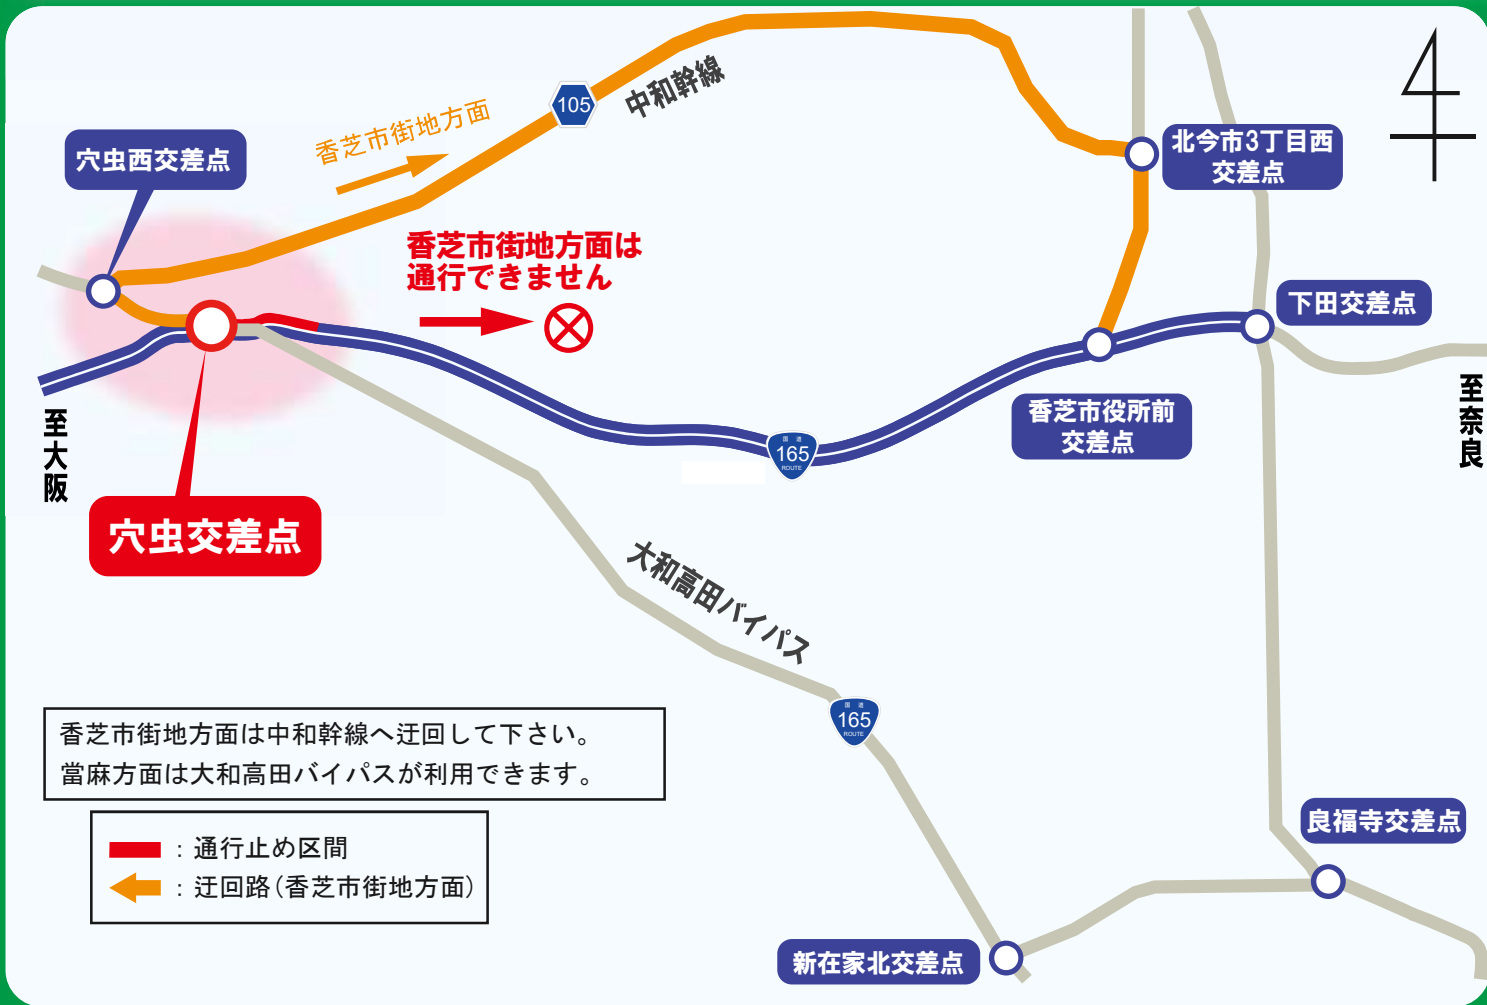 105
中和幹線
香芝市街地方面
穴虫西交差点
北今市3丁目西
交差点
香芝市街地方面は
通行できません
下田交差点
至大阪
至奈良
香芝市役所前
交差点
国道
165
ROUTE
穴虫交差点
大和高田バイパス
国道
165
ROUTE
香芝市街地方面は中和幹線へ迂回して下さい。
當麻方面は大和高田バイパスが利用できます。
：通行止め区間
：迂回路(香芝市街地方面)
良福寺交差点
新在家北交差点